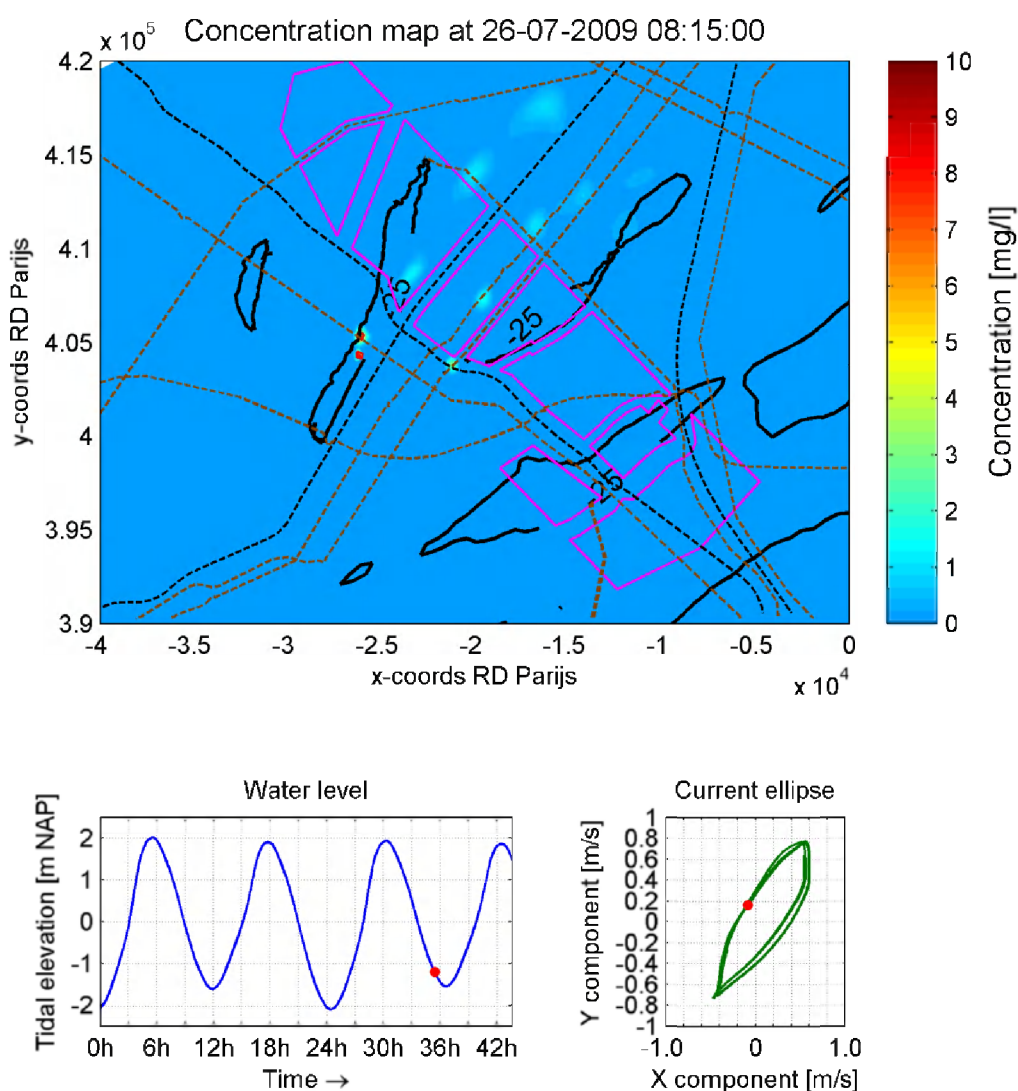 x 10⁵ Concentration map at 26-07-2009 08:15:00
4.2
4.15
4.1
4.05
4
3.95
3.9
y-coords RD Parijs
-4 -3.5 -3 -2.5 -2 -1.5 -1 -0.5 0
x-coords RD Parijs
x 10⁴
-25
-25
-25
10
9
8
7
6
5
4
3
2
1
0
Concentration [mg/l]
Water level
Tidal elevation [m NAP]
2
1
0
-1
-2
0h 6h 12h 18h 24h 30h 36h 42h
Time →
Current ellipse
Y component [m/s]
1
0.8
0.6
0.4
0.2
0
-0.2
-0.4
-0.6
-0.8
-1
-1.0 0 1.0
X component [m/s]